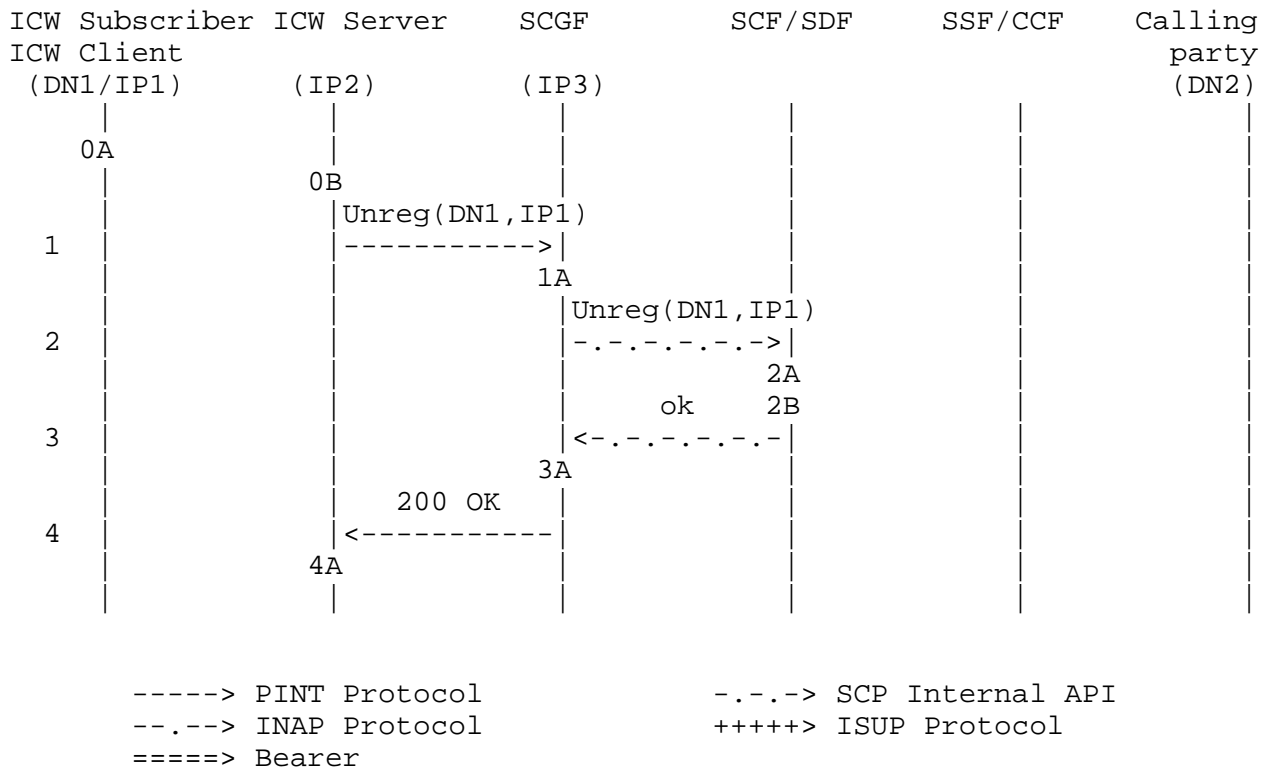 ICW Subscriber ICW Server SCGF SCF/SDF SSF/CCF Calling
ICW Client party
(DN1/IP1) (IP2) (IP3) (DN2)
0A
0B
Unreg(DN1,IP1)
1 ----------->
1A
Unreg(DN1,IP1)
2 -.-.-.-.-.->
2A
ok 2B
3 <-.-.-.-.-.-
3A
200 OK
4 <-----------
4A
-----> PINT Protocol -.-.-> SCP Internal API
--.--> INAP Protocol +++++> ISUP Protocol
=====> Bearer